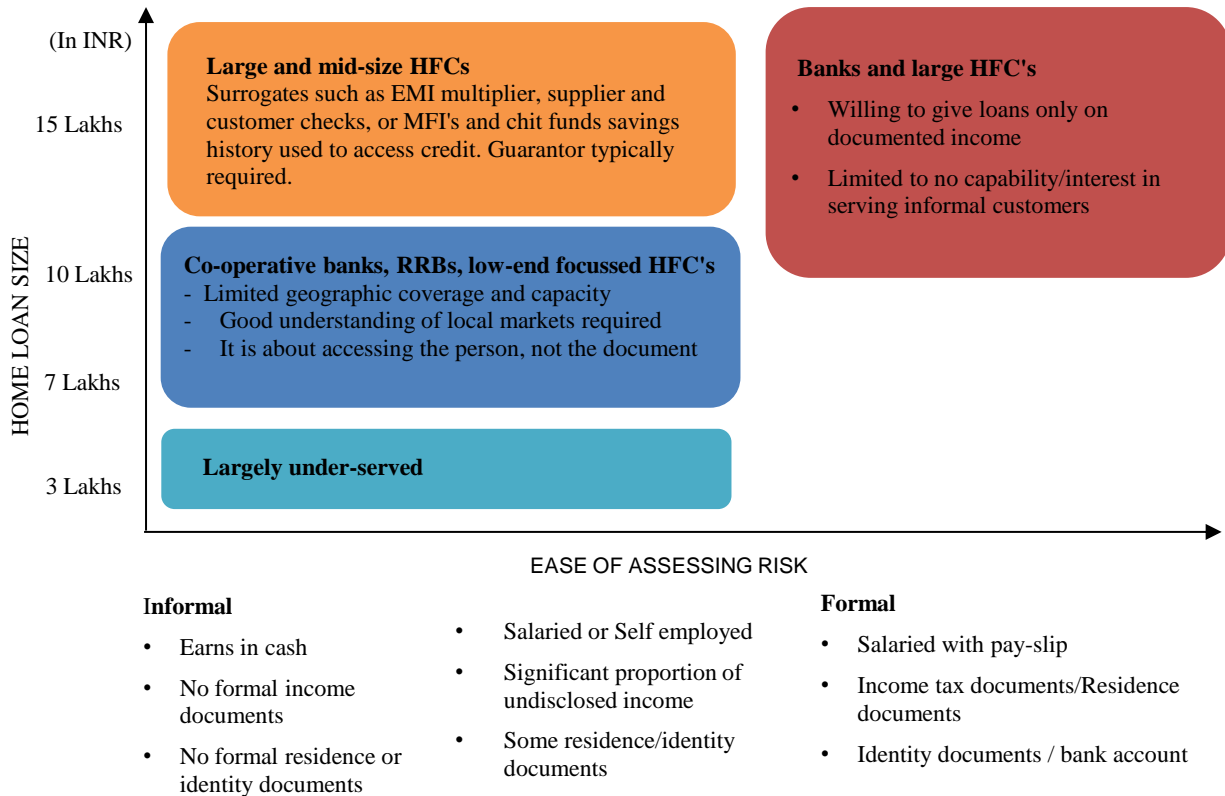 (In INR)
15 Lakhs
10 Lakhs
7 Lakhs
3 Lakhs
HOME LOAN SIZE
Large and mid-size HFCs
Surrogates such as EMI multiplier, supplier and
customer checks, or MFI's and chit funds savings
history used to access credit. Guarantor typically
required.
Banks and large HFC's
• Willing to give loans only on
documented income
• Limited to no capability/interest in
serving informal customers
Co-operative banks, RRBs, low-end focussed HFC's
- Limited geographic coverage and capacity
- Good understanding of local markets required
- It is about accessing the person, not the document
Largely under-served
EASE OF ASSESSING RISK
Informal
• Earns in cash
• No formal income
documents
• No formal residence or
identity documents
• Salaried or Self employed
• Significant proportion of
undisclosed income
• Some residence/identity
documents
Formal
• Salaried with pay-slip
• Income tax documents/Residence
documents
• Identity documents / bank account